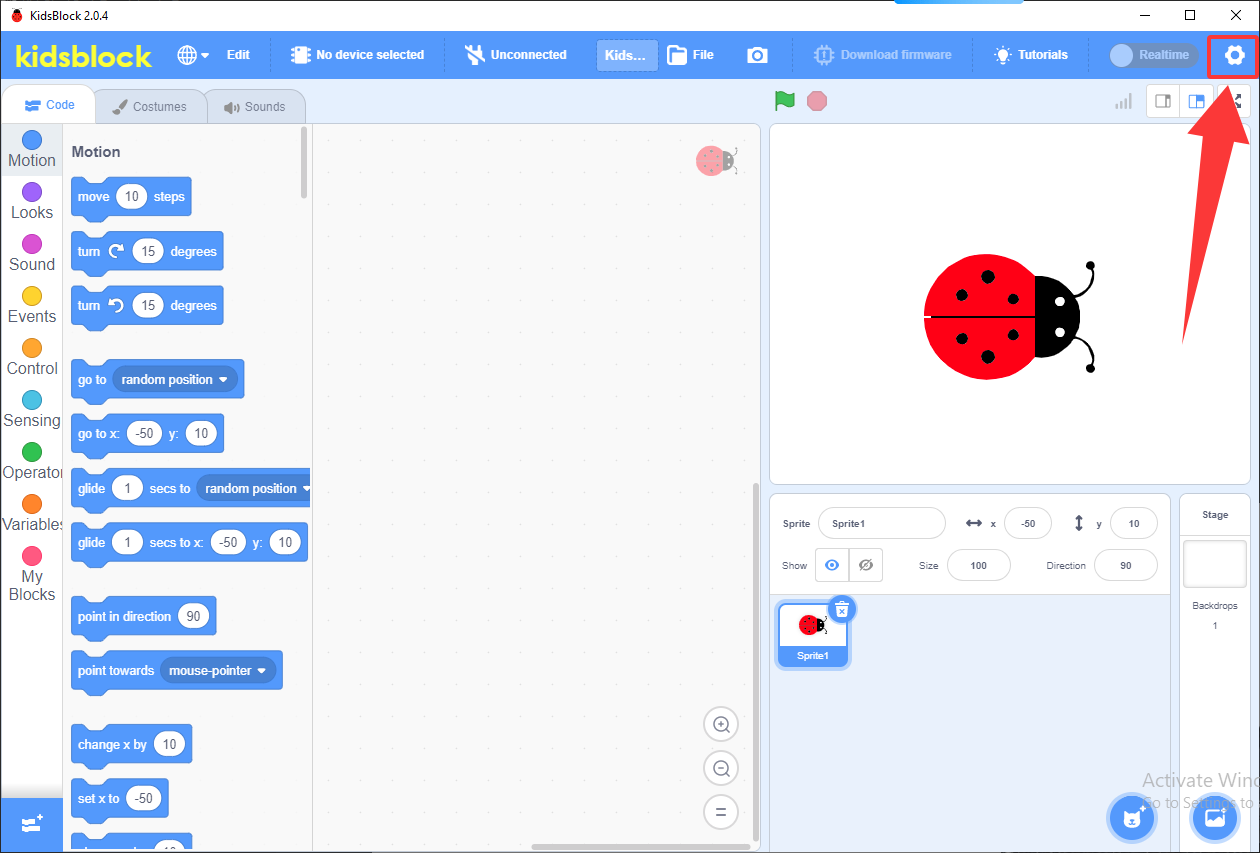 KidsBlock 2.0.4
kidsblock
Edit
No device selected
Unconnected
Kids...
File
Download firmware
Tutorials
Realtime
Code
Costumes
Sounds
Motion
Looks
Sound
Events
Control
Sensing
Operator
Variables
My
Blocks
Motion
move 10 steps
turn 15 degrees
turn 15 degrees
go to random position
go to x: -50 y: 10
glide 1 secs to random position
glide 1 secs to x: -50 y: 10
point in direction 90
point towards mouse-pointer
change x by 10
set x to -50
Sprite Sprite1 x -50 y 10
Show Size 100 Direction 90
Sprite1
Stage
Backdrops
1
Activate Wind
Go to Settings to